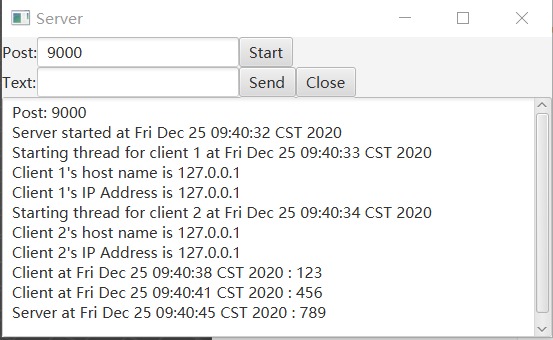 Server
Post: 9000 Start
Text: Send Close
Post: 9000
Server started at Fri Dec 25 09:40:32 CST 2020
Starting thread for client 1 at Fri Dec 25 09:40:33 CST 2020
Client 1's host name is 127.0.0.1
Client 1's IP Address is 127.0.0.1
Starting thread for client 2 at Fri Dec 25 09:40:34 CST 2020
Client 2's host name is 127.0.0.1
Client 2's IP Address is 127.0.0.1
Client at Fri Dec 25 09:40:38 CST 2020 : 123
Client at Fri Dec 25 09:40:41 CST 2020 : 456
Server at Fri Dec 25 09:40:45 CST 2020 : 789